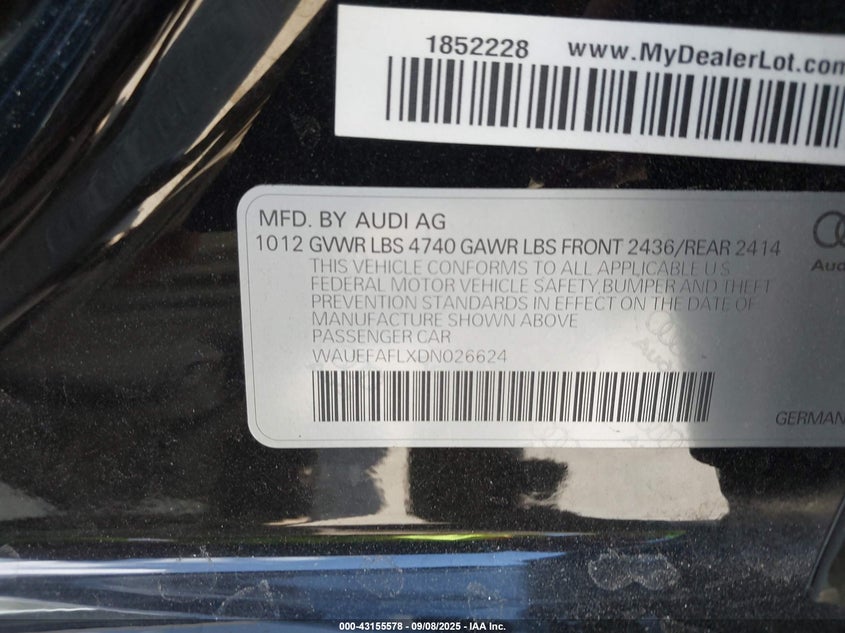 1852228 www.MyDealerLot.com
MFD. BY AUDI AG
1012 GVWR LBS 4740 GAWR LBS FRONT 2436/REAR 2414
THIS VEHICLE CONFORMS TO ALL APPLICABLE U S
FEDERAL MOTOR VEHICLE SAFETY,BUMPER AND THEFT
PREVENTION STANDARDS IN EFFECT ON THE DATE OF
MANUFACTURE SHOWN ABOVE
PASSENGER CAR
WAUEFAFLXDN026624
Aud
GERMAN
000-43155578 - 09/08/2025 - IAA Inc.